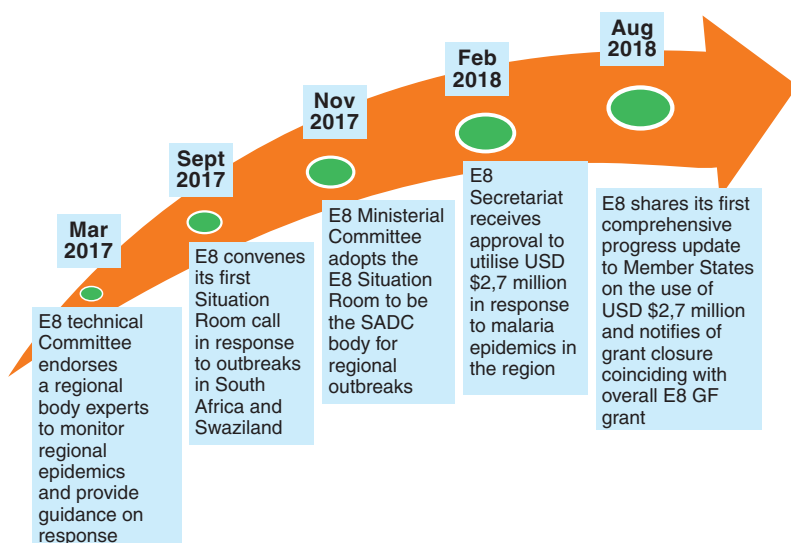 Mar
2017
E8 technical
Committee
endorses
a regional
body experts
to monitor
regional
epidemics
and provide
guidance on
response
Sept
2017
E8 convenes
its first
Situation
Room call
in response
to outbreaks
in South
Africa and
Swaziland
Nov
2017
E8 Ministerial
Committee
adopts the
E8 Situation
Room to be
the SADC
body for
regional
outbreaks
Feb
2018
E8
Secretariat
receives
approval to
utilise USD
$2,7 million
in response
to malaria
epidemics in
the region
Aug
2018
E8 shares its first
comprehensive
progress update
to Member States
on the use of
USD $2,7 million
and notifies of
grant closure
coinciding with
overall E8 GF
grant